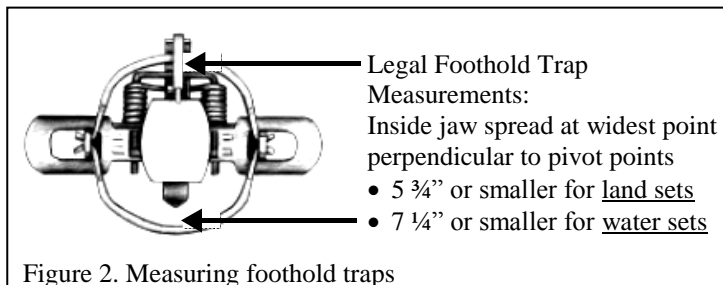 Legal Foothold Trap
Measurements:
Inside jaw spread at widest point
perpendicular to pivot points
• 5 ¾” or smaller for land sets
• 7 ¼” or smaller for water sets
Figure 2. Measuring foothold traps